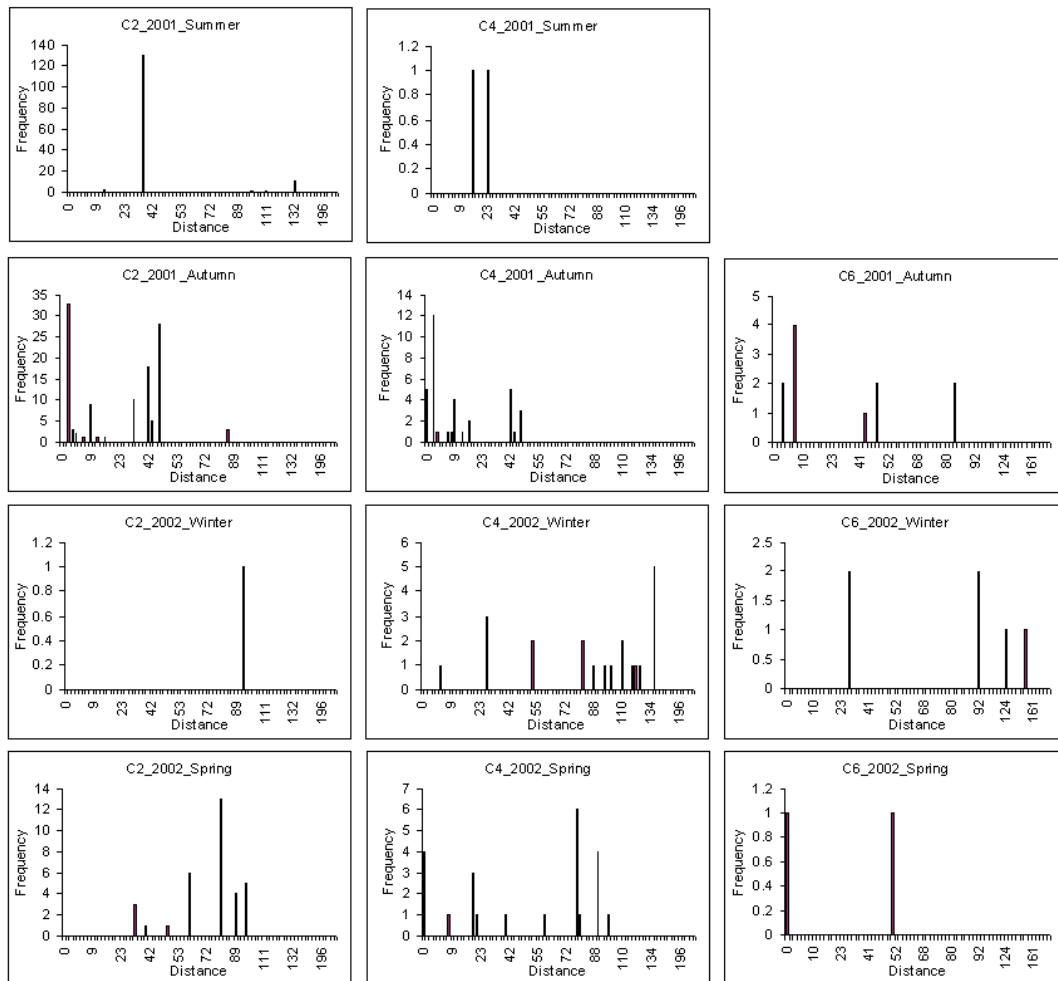 C2_2001_Summer
Frequency
140
120
100
80
60
40
20
0
0 9 23 42 53 72 89 111 132 196
Distance
C4_2001_Summer
Frequency
1.2
1
0.8
0.6
0.4
0.2
0
0 9 23 42 55 72 88 110 134 196
Distance
C2_2001_Autumn
Frequency
35
30
25
20
15
10
5
0
0 9 23 42 53 72 89 111 132 196
Distance
C4_2001_Autumn
Frequency
14
12
10
8
6
4
2
0
0 9 23 42 55 72 88 110 134 196
Distance
C6_2001_Autumn
Frequency
5
4
3
2
1
0
0 10 23 41 52 68 80 92 124 161
Distance
C2_2002_Winter
Frequency
1.2
1
0.8
0.6
0.4
0.2
0
0 9 23 42 53 72 89 111 132 196
Distance
C4_2002_Winter
Frequency
6
5
4
3
2
1
0
0 9 23 42 55 72 88 110 134 196
Distance
C6_2002_Winter
Frequency
2.5
2
1.5
1
0.5
0
0 10 23 41 52 68 80 92 124 161
Distance
C2_2002_Spring
Frequency
14
12
10
8
6
4
2
0
0 9 23 42 53 72 89 111 132 196
Distance
C4_2002_Spring
Frequency
7
6
5
4
3
2
1
0
0 9 23 42 55 72 88 110 134 196
Distance
C6_2002_Spring
Frequency
1.2
1
0.8
0.6
0.4
0.2
0
0 10 23 41 52 68 80 92 124 161
Distance